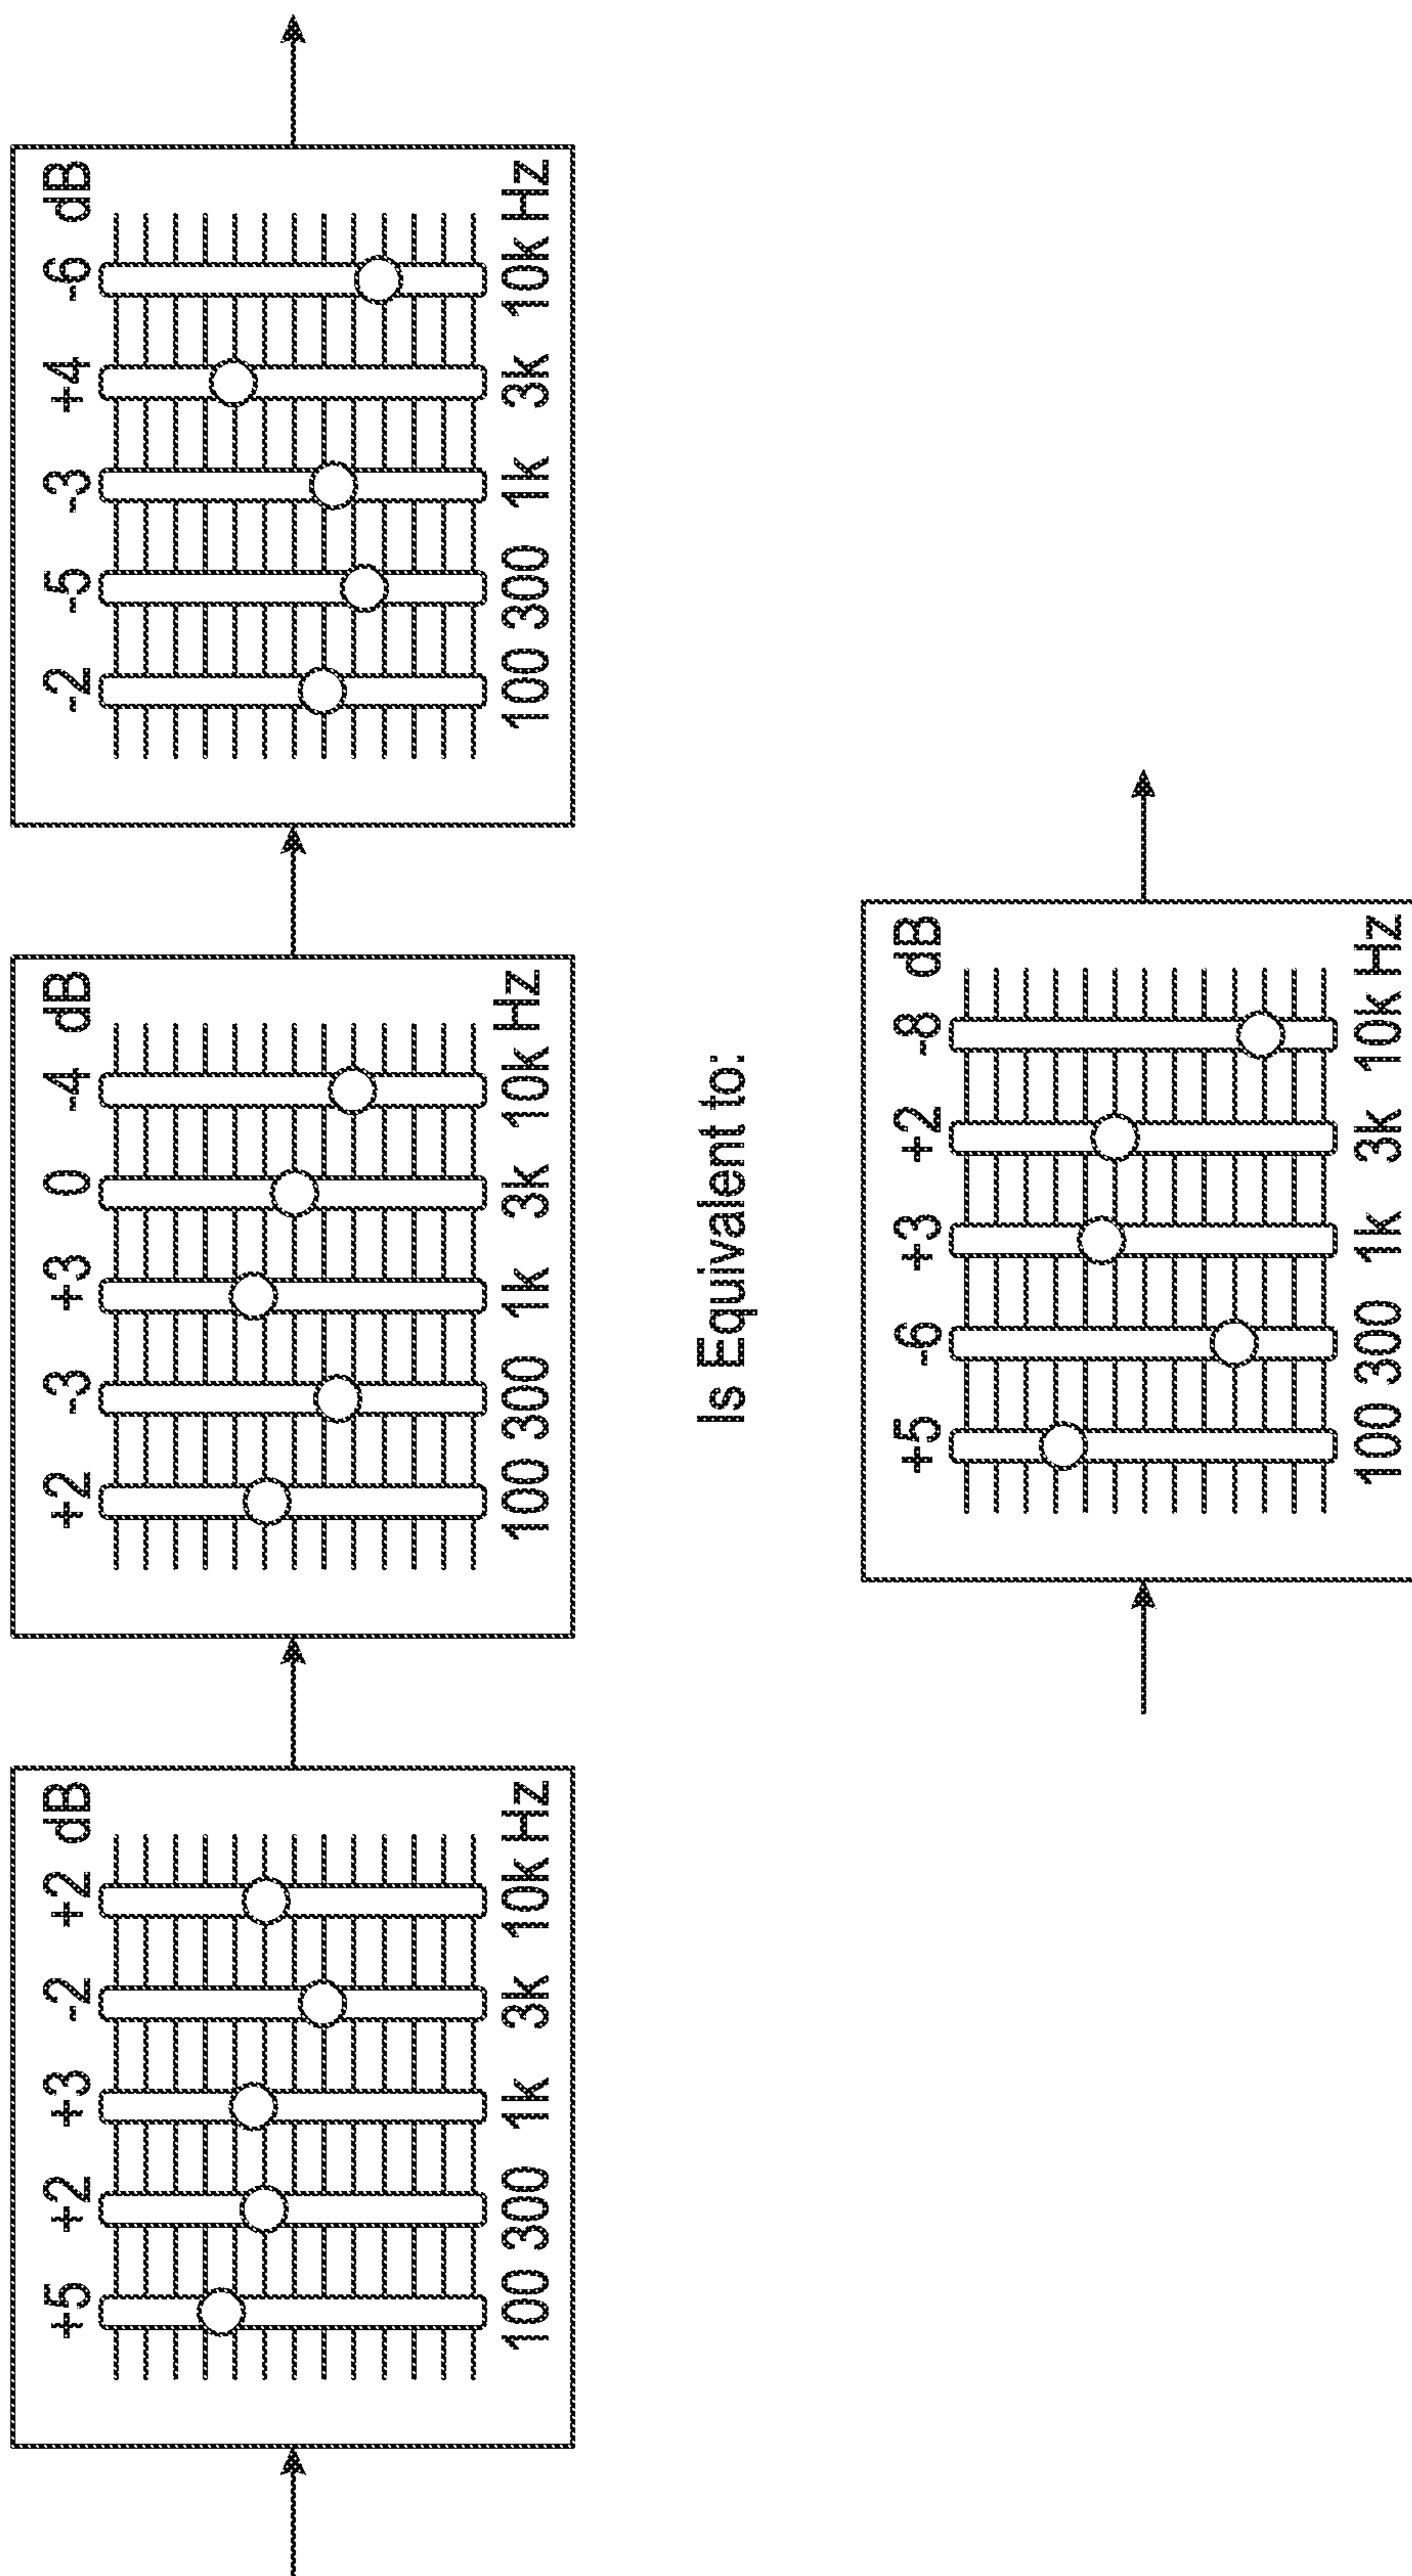 +5 +2 +3 -2 +2 dB
100 300 1k 3k 10k Hz
+2 -3 +3 0 -4 dB
100 300 1k 3k 10k Hz
-2 -5 -3 +4 -6 dB
100 300 1k 3k 10k Hz
Is Equivalent to:
+5 -6 +3 +2 -8 dB
100 300 1k 3k 10k Hz